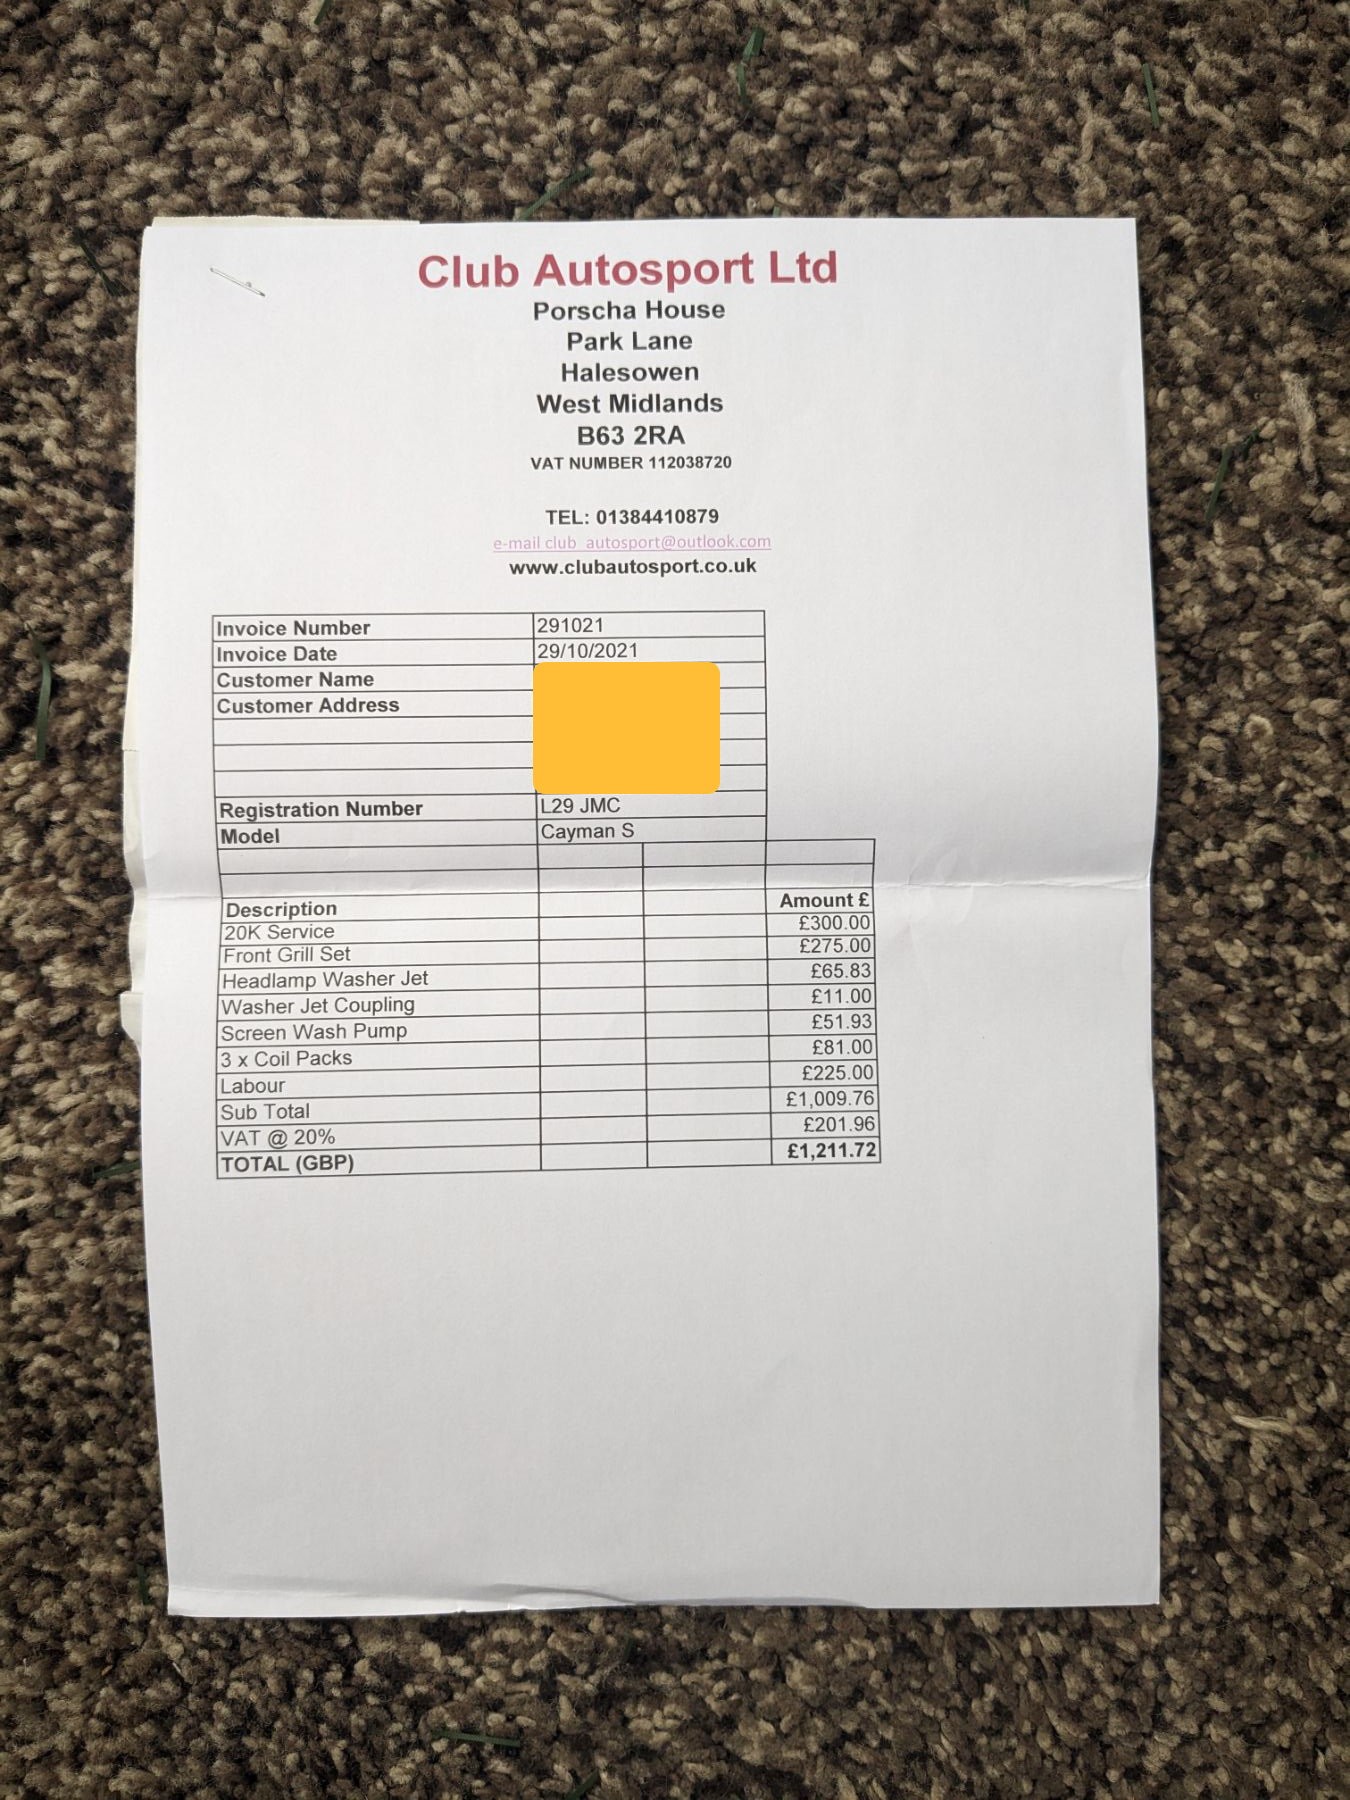 Club Autosport Ltd
Porscha House
Park Lane
Halesowen
West Midlands
B63 2RA
VAT NUMBER 112038720
TEL: 01384410879
e-mail club_autosport@outlook.com
www.clubautosport.co.uk
Invoice Number 291021
Invoice Date 29/10/2021
Customer Name
Customer Address
Registration Number L29 JMC
Model Cayman S
Description Amount £
20K Service £300.00
Front Grill Set £275.00
Headlamp Washer Jet £65.83
Washer Jet Coupling £11.00
Screen Wash Pump £51.93
3 x Coil Packs £81.00
Labour £225.00
Sub Total £1,009.76
VAT @ 20% £201.96
TOTAL (GBP) £1,211.72